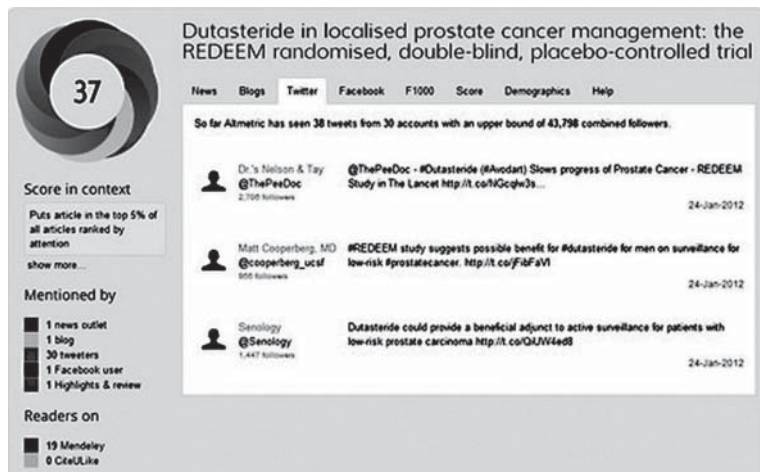 Dutasteride in localised prostate cancer management: the
REDEEM randomised, double-blind, placebo-controlled trial
37
News Blogs Twitter Facebook F1000 Score Demographics Help
So far Altmetric has seen 38 tweets from 30 accounts with an upper bound of 43,798 combined followers.
Dr.'s Nelson & Tay
@ThePeeDoc
2,706 followers
@ThePeeDoc - #Dutasteride (#Avodart) Slows progress of Prostate Cancer - REDEEM
Study in The Lancet
24-Jan-2012
Score in context
Puts article in the top 5% of
all articles ranked by
attention
show more...
Matt Cooperberg, MD
@cooperberg_ucsf
followers
#REDEEM study suggests possible benefit for #dutasteride for men on surveillance for
low-risk #prostatecancer.
24-Jan-2012
Mentioned by
1 news outlet
1 blog
30 tweeters
1 Facebook user
1 Highlights & review
Senology
@Senology
1,447 followers
Dutasteride could provide a beneficial adjunct to active surveillance for patients with
low-risk prostate carcinoma
24-Jan-2012
Readers on
19 Mendeley
0 CiteULike